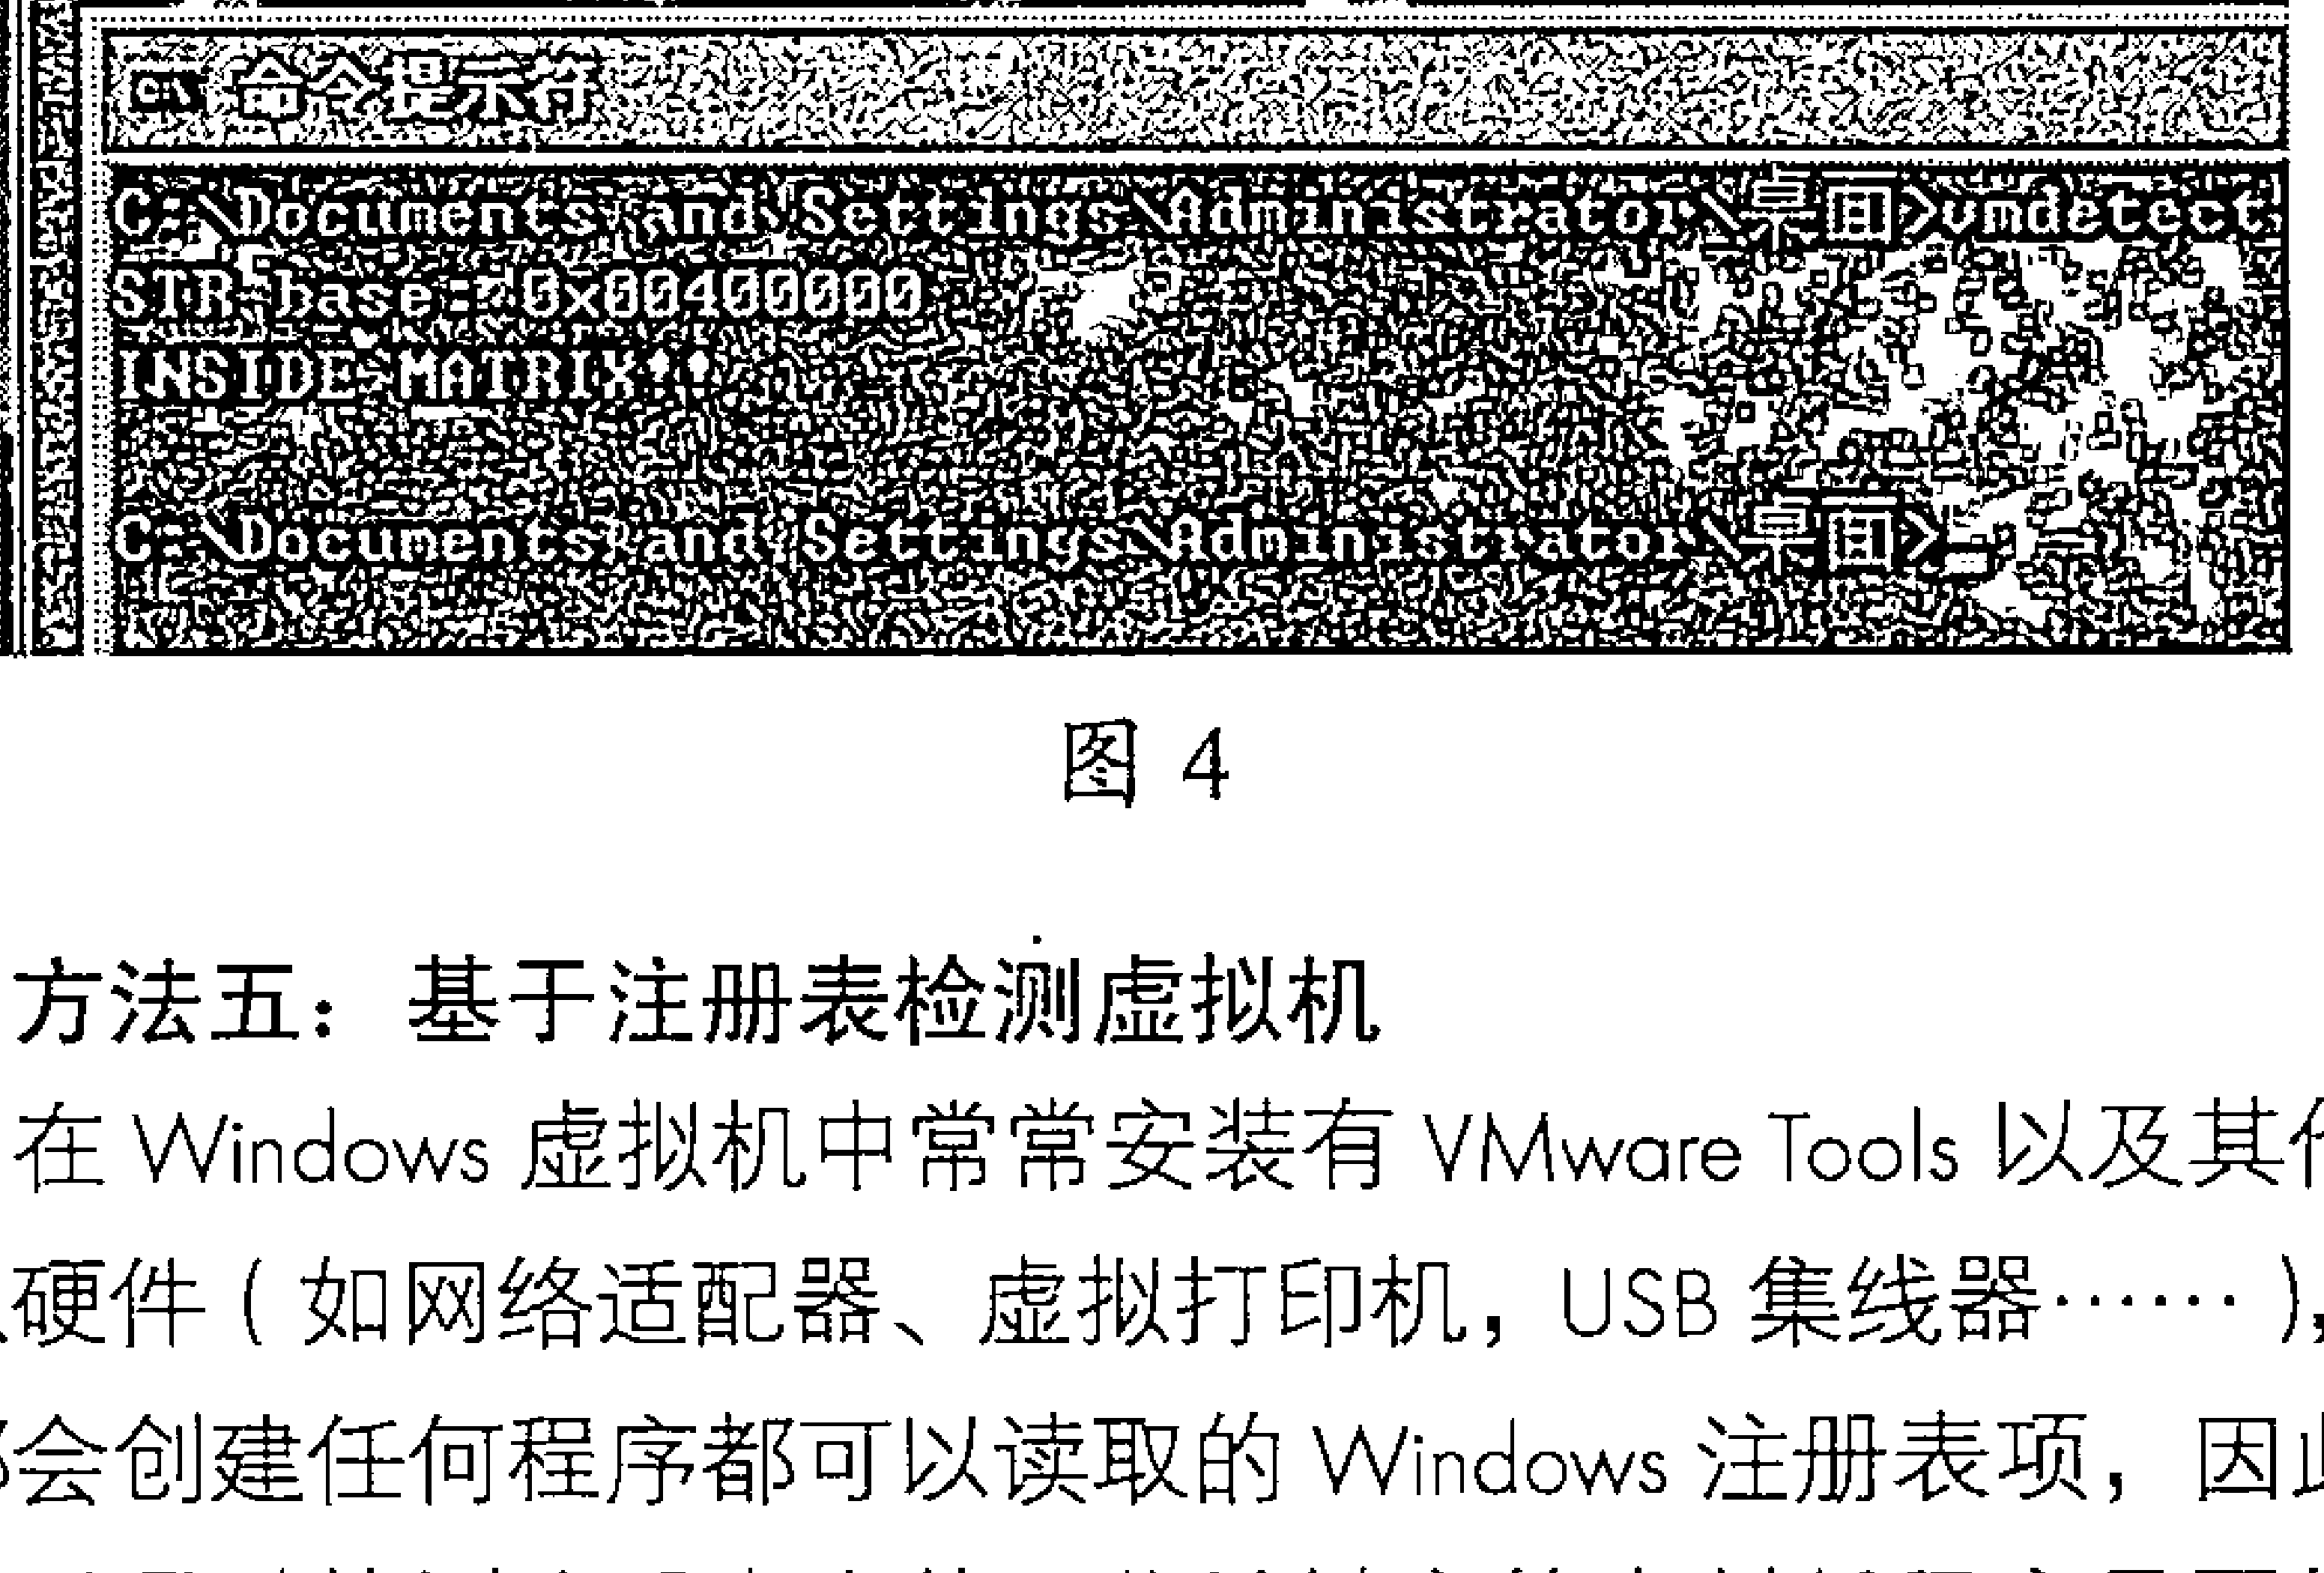 命令提示符
C:\Documents and Settings\Administrator\桌面>vmdetect
STR base: 0x00400000
INSIDE MATRIX!!
C:\Documents and Settings\Administrator\桌面>_
图 4
方法五：基于注册表检测虚拟机
在 Windows 虚拟机中常常安装有 VMware Tools 以及其
硬件（如网络适配器、虚拟打印机，USB 集线器……），
会创建任何程序都可以读取的 Windows 注册表项，因